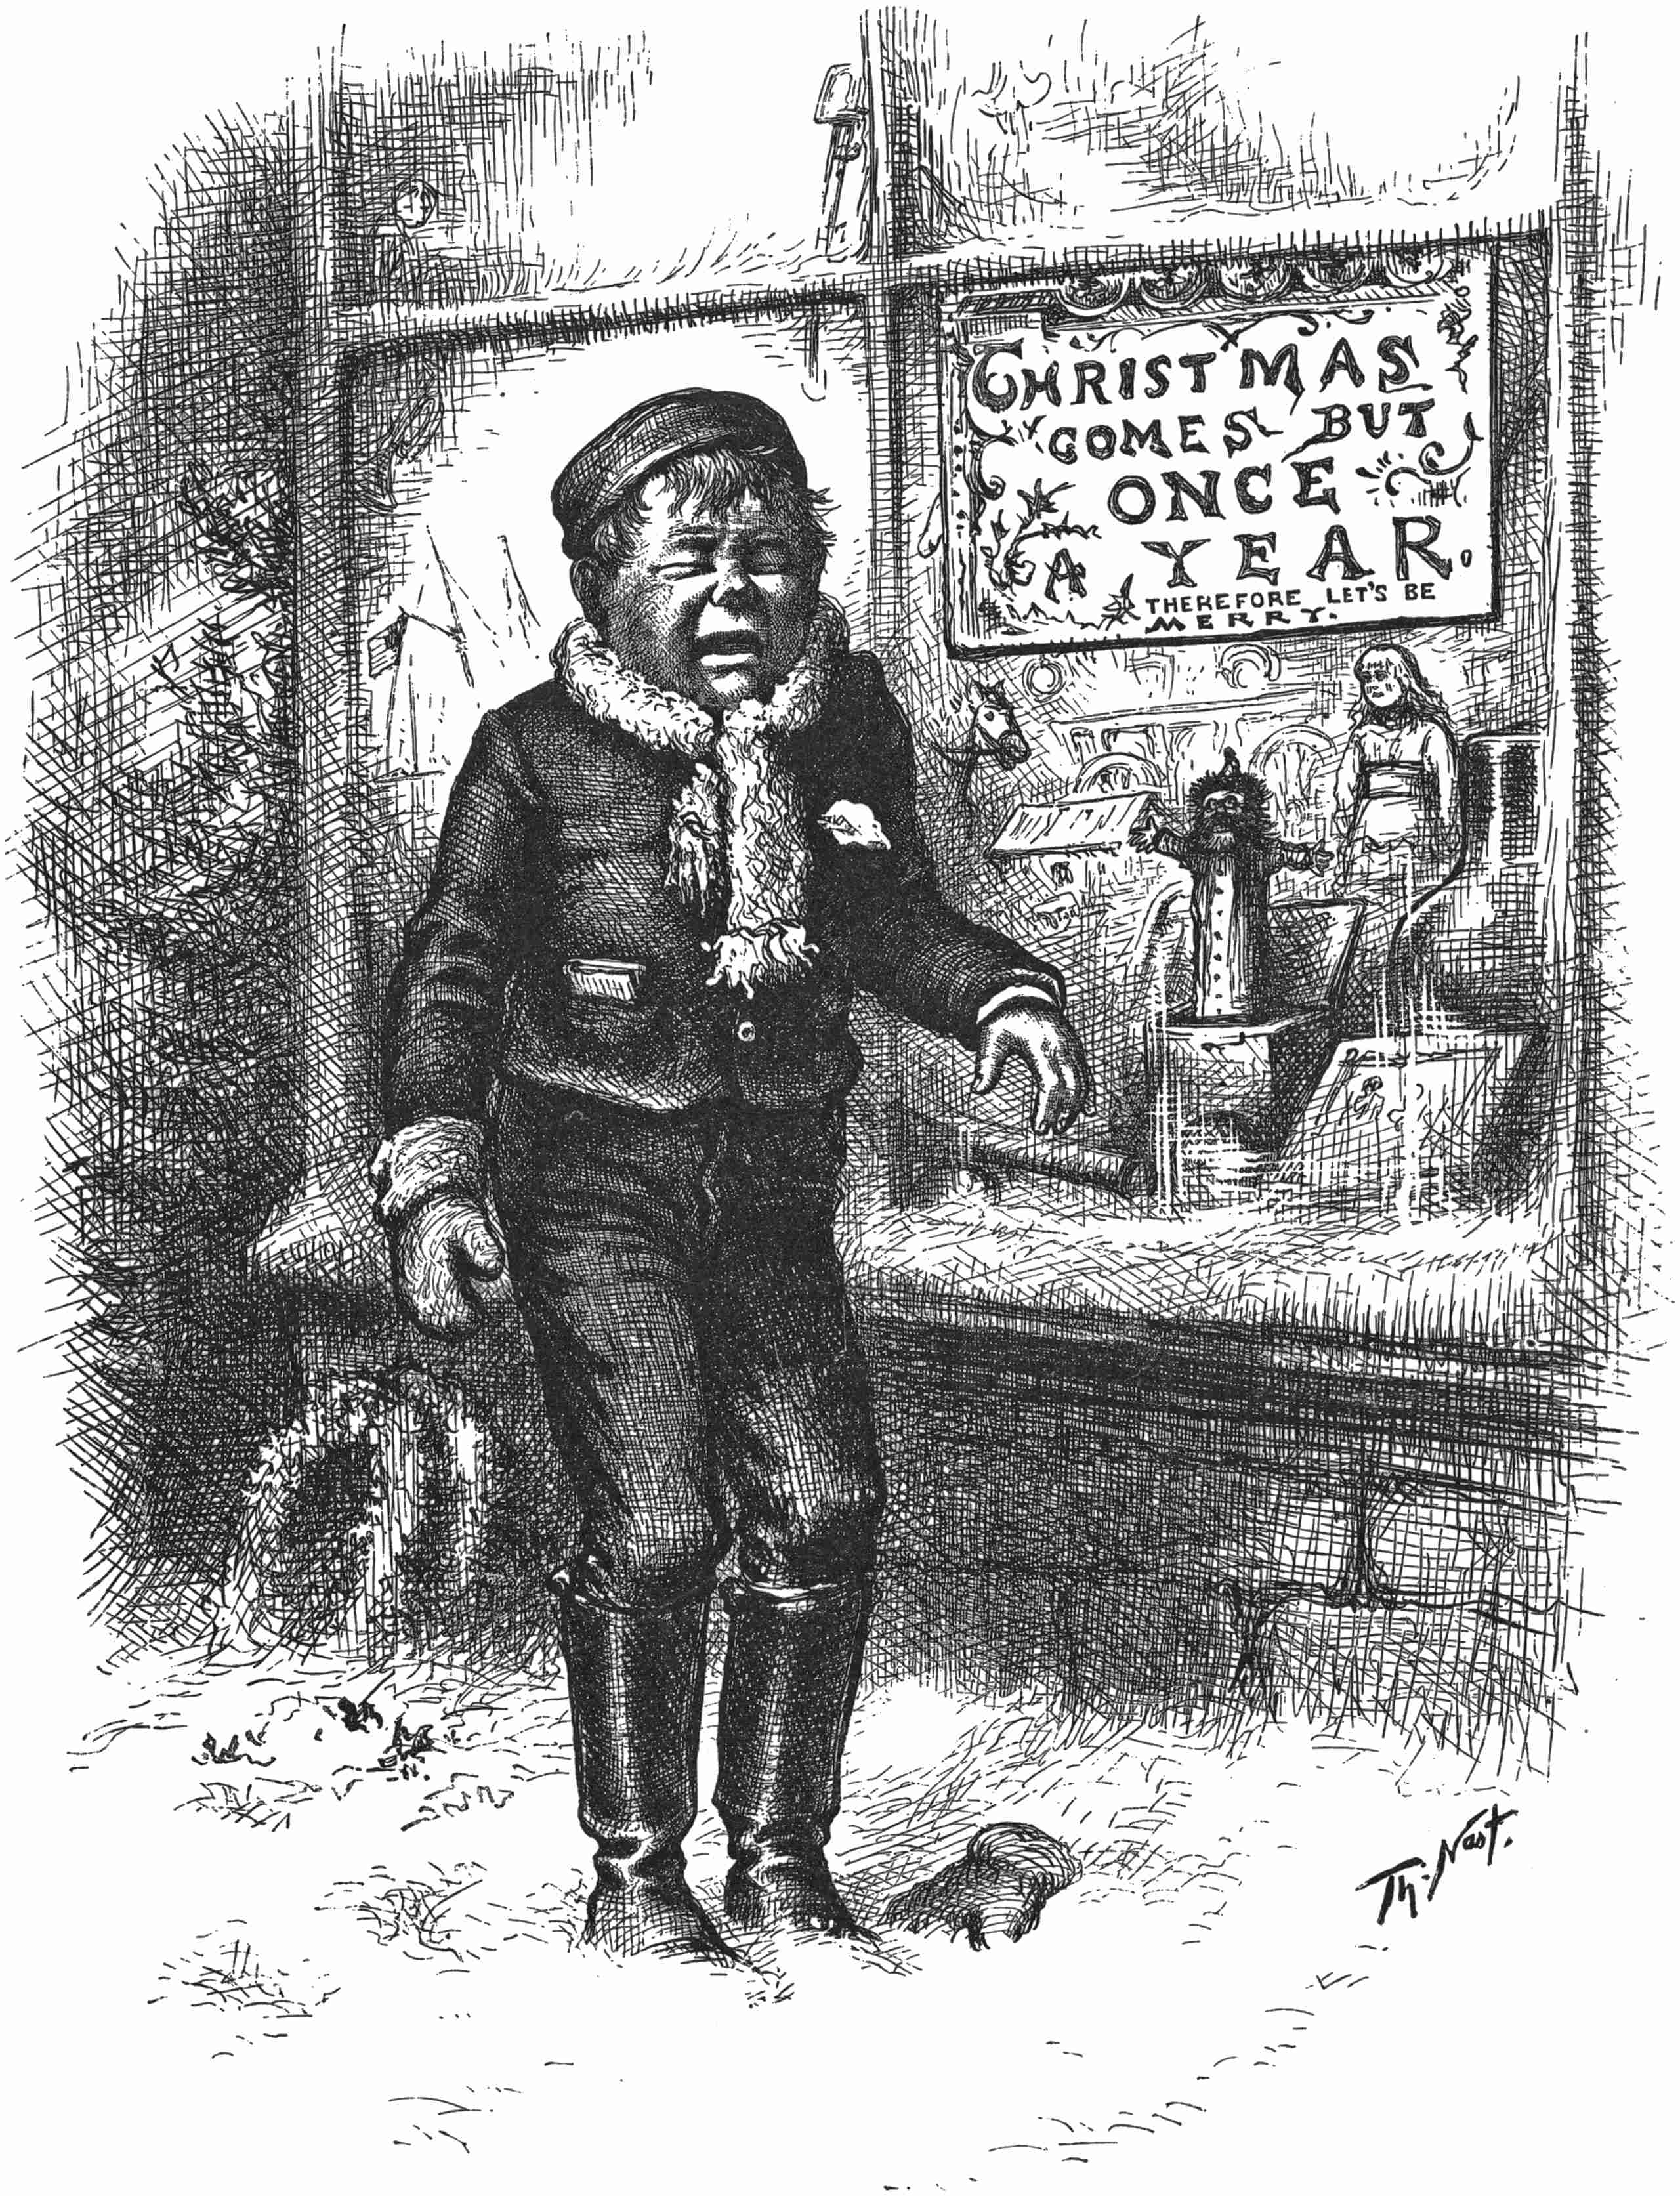 CHRISTMAS
COMES BUT
ONCE
A YEAR.
THEREFORE LET'S BE
MERRY.
Th. Nast.